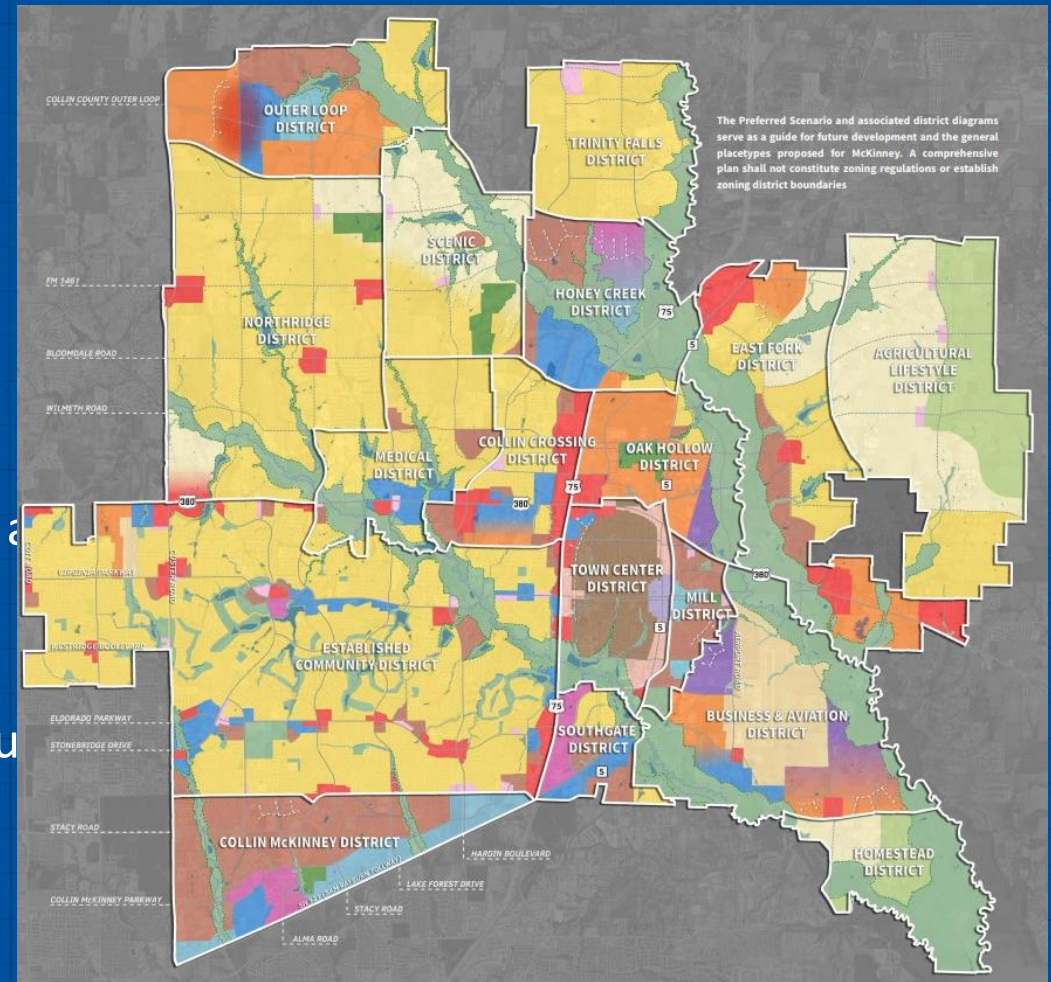 COLLIN COUNTY OUTER LOOP
OUTER LOOP
DISTRICT
TRINITY FALLS
DISTRICT
The Preferred Scenario and associated district diagrams
serve as a guide for future development and the general
placetypes proposed for McKinney. A comprehensive
plan shall not constitute zoning regulations or establish
zoning district boundaries
SCENIC
DISTRICT
FM 1461
HONEY CREEK
DISTRICT
75
NORTHRIDGE
DISTRICT
5
BLOOMDALE ROAD
EAST FORK
DISTRICT
AGRICULTURAL
LIFESTYLE
DISTRICT
WILMETH ROAD
MEDICAL
DISTRICT
COLLIN CROSSING
DISTRICT
OAK HOLLOW
DISTRICT
75
5
380
380
a
CUSTER ROAD
VIRGINIA PARKWAY
TOWN CENTER
DISTRICT
380
MILL
DISTRICT
5
WESTRIDGE BOULEVARD
ESTABLISHED
COMMUNITY DISTRICT
AIRPORT ROAD
75
ELDORADO PARKWAY
SOUTHGATE
DISTRICT
BUSINESS & AVIATION
DISTRICT
u
STONEBRIDGE DRIVE
5
STACY ROAD
COLLIN McKINNEY DISTRICT
HARDIN BOULEVARD
HOMESTEAD
DISTRICT
LAKE FOREST DRIVE
COLLIN McKINNEY PARKWAY
STACY ROAD
ALMA ROAD